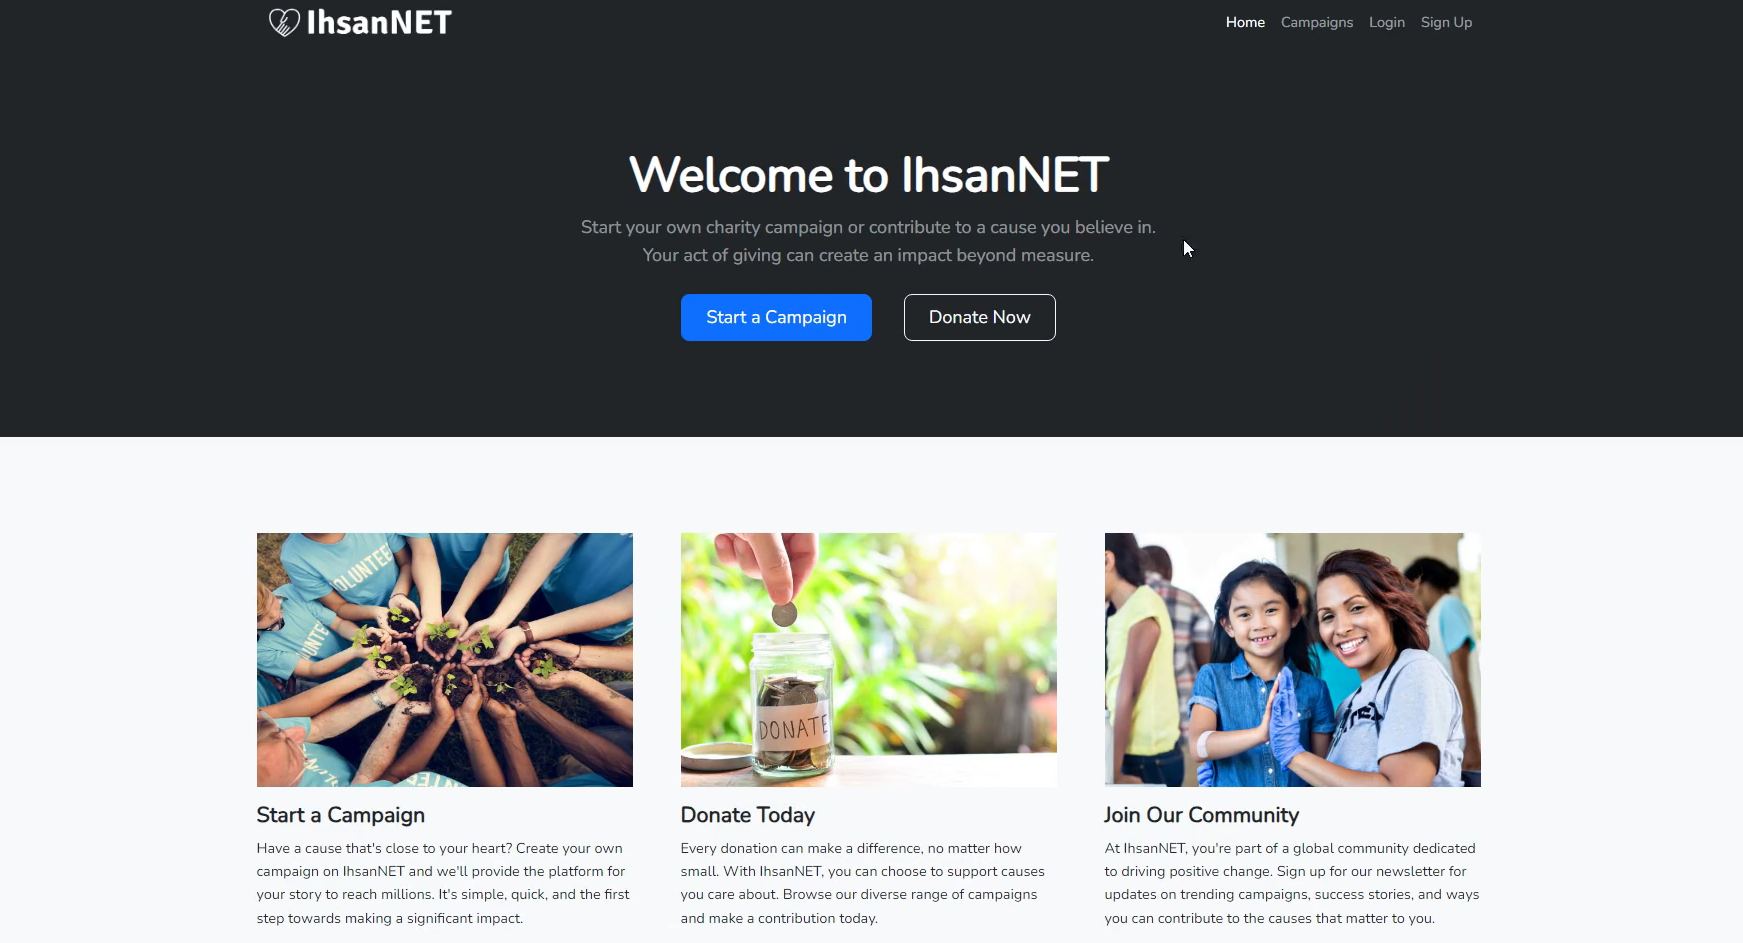 IhsanNET
Home
Campaigns
Login
Sign Up
Welcome to IhsanNET
Start your own charity campaign or contribute to a cause you believe in.
Your act of giving can create an impact beyond measure.
Start a Campaign
Donate Now
VOLUNTEE
UNTE
NTEE
DONATE
Start a Campaign
Have a cause that's close to your heart? Create your own
campaign on IhsanNET and we'll provide the platform for
your story to reach millions. It's simple, quick, and the first
step towards making a significant impact.
Donate Today
Every donation can make a difference, no matter how
small. With IhsanNET, you can choose to support causes
you care about. Browse our diverse range of campaigns
and make a contribution today.
Join Our Community
At IhsanNET, you're part of a global community dedicated
to driving positive change. Sign up for our newsletter for
updates on trending campaigns, success stories, and ways
you can contribute to the causes that matter to you.